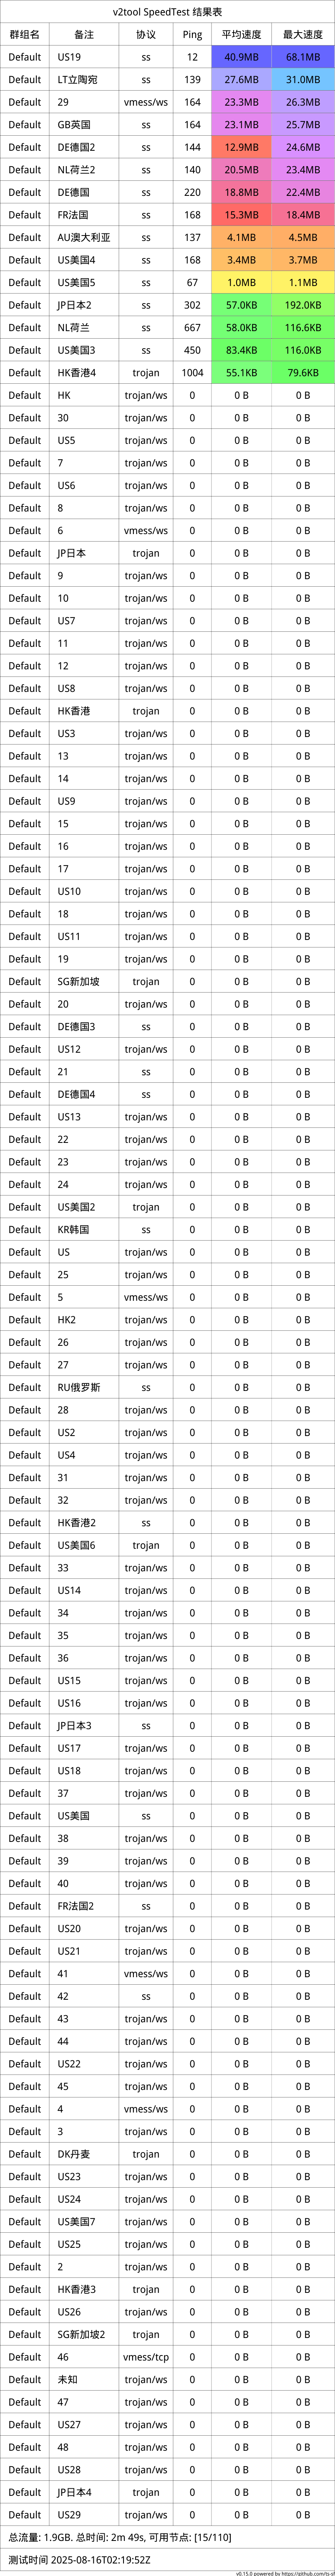 v2tool SpeedTest 结果表
群组名 备注 协议 Ping 平均速度 最大速度
Default US19 ss 12 40.9MB 68.1MB
Default LT立陶宛 ss 139 27.6MB 31.0MB
Default 29 vmess/ws 164 23.3MB 26.3MB
Default GB英国 ss 164 23.1MB 25.7MB
Default DE德国2 ss 144 12.9MB 24.6MB
Default NL荷兰2 ss 140 20.5MB 23.4MB
Default DE德国 ss 220 18.8MB 22.4MB
Default FR法国 ss 168 15.3MB 18.4MB
Default AU澳大利亚 ss 137 4.1MB 4.5MB
Default US美国4 ss 168 3.4MB 3.7MB
Default US美国5 ss 67 1.0MB 1.1MB
Default JP日本2 ss 302 57.0KB 192.0KB
Default NL荷兰 ss 667 58.0KB 116.6KB
Default US美国3 ss 450 83.4KB 116.0KB
Default HK香港4 trojan 1004 55.1KB 79.6KB
Default HK trojan/ws 0 0 B 0 B
Default 30 trojan/ws 0 0 B 0 B
Default US5 trojan/ws 0 0 B 0 B
Default 7 trojan/ws 0 0 B 0 B
Default US6 trojan/ws 0 0 B 0 B
Default 8 trojan/ws 0 0 B 0 B
Default 6 vmess/ws 0 0 B 0 B
Default JP日本 trojan 0 0 B 0 B
Default 9 trojan/ws 0 0 B 0 B
Default 10 trojan/ws 0 0 B 0 B
Default US7 trojan/ws 0 0 B 0 B
Default 11 trojan/ws 0 0 B 0 B
Default 12 trojan/ws 0 0 B 0 B
Default US8 trojan/ws 0 0 B 0 B
Default HK香港 trojan 0 0 B 0 B
Default US3 trojan/ws 0 0 B 0 B
Default 13 trojan/ws 0 0 B 0 B
Default 14 trojan/ws 0 0 B 0 B
Default US9 trojan/ws 0 0 B 0 B
Default 15 trojan/ws 0 0 B 0 B
Default 16 trojan/ws 0 0 B 0 B
Default 17 trojan/ws 0 0 B 0 B
Default US10 trojan/ws 0 0 B 0 B
Default 18 trojan/ws 0 0 B 0 B
Default US11 trojan/ws 0 0 B 0 B
Default 19 trojan/ws 0 0 B 0 B
Default SG新加坡 trojan 0 0 B 0 B
Default 20 trojan/ws 0 0 B 0 B
Default DE德国3 ss 0 0 B 0 B
Default US12 trojan/ws 0 0 B 0 B
Default 21 ss 0 0 B 0 B
Default DE德国4 ss 0 0 B 0 B
Default US13 trojan/ws 0 0 B 0 B
Default 22 trojan/ws 0 0 B 0 B
Default 23 trojan/ws 0 0 B 0 B
Default 24 trojan/ws 0 0 B 0 B
Default US美国2 trojan 0 0 B 0 B
Default KR韩国 ss 0 0 B 0 B
Default US trojan/ws 0 0 B 0 B
Default 25 trojan/ws 0 0 B 0 B
Default 5 vmess/ws 0 0 B 0 B
Default HK2 trojan/ws 0 0 B 0 B
Default 26 trojan/ws 0 0 B 0 B
Default 27 trojan/ws 0 0 B 0 B
Default RU俄罗斯 ss 0 0 B 0 B
Default 28 trojan/ws 0 0 B 0 B
Default US2 trojan/ws 0 0 B 0 B
Default US4 trojan/ws 0 0 B 0 B
Default 31 trojan/ws 0 0 B 0 B
Default 32 trojan/ws 0 0 B 0 B
Default HK香港2 ss 0 0 B 0 B
Default US美国6 trojan 0 0 B 0 B
Default 33 trojan/ws 0 0 B 0 B
Default US14 trojan/ws 0 0 B 0 B
Default 34 trojan/ws 0 0 B 0 B
Default 35 trojan/ws 0 0 B 0 B
Default 36 trojan/ws 0 0 B 0 B
Default US15 trojan/ws 0 0 B 0 B
Default US16 trojan/ws 0 0 B 0 B
Default JP日本3 ss 0 0 B 0 B
Default US17 trojan/ws 0 0 B 0 B
Default US18 trojan/ws 0 0 B 0 B
Default 37 trojan/ws 0 0 B 0 B
Default US美国 ss 0 0 B 0 B
Default 38 trojan/ws 0 0 B 0 B
Default 39 trojan/ws 0 0 B 0 B
Default 40 trojan/ws 0 0 B 0 B
Default FR法国2 ss 0 0 B 0 B
Default US20 trojan/ws 0 0 B 0 B
Default US21 trojan/ws 0 0 B 0 B
Default 41 vmess/ws 0 0 B 0 B
Default 42 ss 0 0 B 0 B
Default 43 trojan/ws 0 0 B 0 B
Default 44 trojan/ws 0 0 B 0 B
Default US22 trojan/ws 0 0 B 0 B
Default 45 trojan/ws 0 0 B 0 B
Default 4 vmess/ws 0 0 B 0 B
Default 3 trojan/ws 0 0 B 0 B
Default DK丹麦 trojan 0 0 B 0 B
Default US23 trojan/ws 0 0 B 0 B
Default US24 trojan/ws 0 0 B 0 B
Default US美国7 trojan/ws 0 0 B 0 B
Default US25 trojan/ws 0 0 B 0 B
Default 2 trojan/ws 0 0 B 0 B
Default HK香港3 trojan 0 0 B 0 B
Default US26 trojan/ws 0 0 B 0 B
Default SG新加坡2 trojan 0 0 B 0 B
Default 46 vmess/tcp 0 0 B 0 B
Default 未知 trojan/ws 0 0 B 0 B
Default 47 trojan/ws 0 0 B 0 B
Default US27 trojan/ws 0 0 B 0 B
Default 48 trojan/ws 0 0 B 0 B
Default US28 trojan/ws 0 0 B 0 B
Default JP日本4 trojan 0 0 B 0 B
Default US29 trojan/ws 0 0 B 0 B
总流量: 1.9GB. 总时间: 2m 49s, 可用节点: [15/110]
测试时间 2025-08-16T02:19:52Z
v0.15.0 powered by